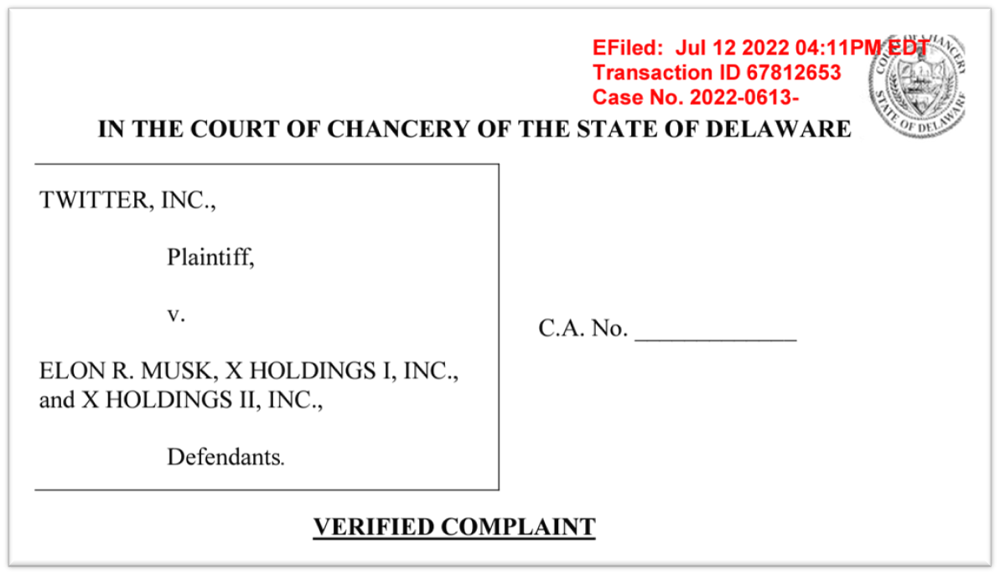 EFiled: Jul 12 2022 04:11PM EDT
Transaction ID 67812653
Case No. 2022-0613-
COURT OF CHANCERY
STATE OF DELAWARE
IN THE COURT OF CHANCERY OF THE STATE OF DELAWARE
TWITTER, INC.,
Plaintiff,
v.
C.A. No. ______________
ELON R. MUSK, X HOLDINGS I, INC.,
and X HOLDINGS II, INC.,
Defendants.
VERIFIED COMPLAINT